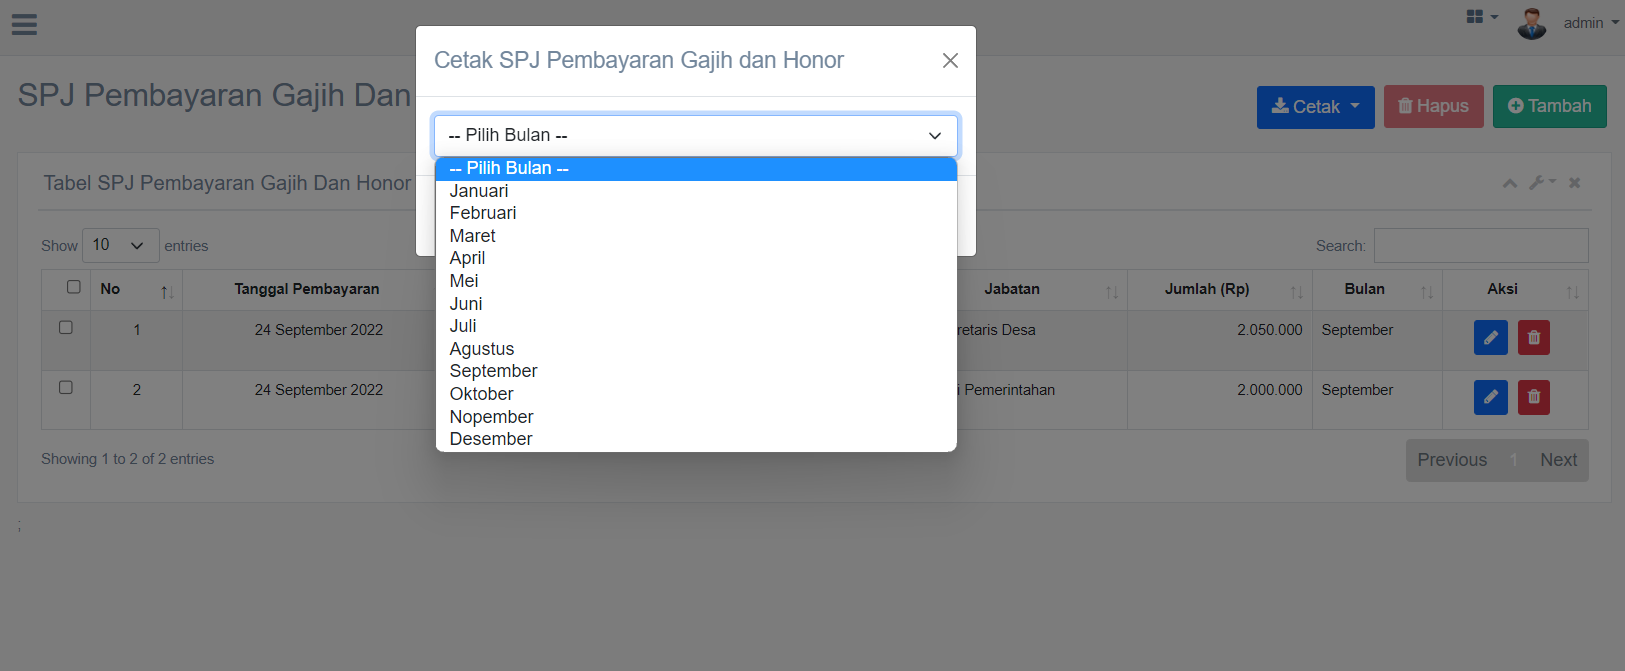 admin
Cetak SPJ Pembayaran Gajih dan Honor
SPJ Pembayaran Gajih Dan
Cetak
Hapus
Tambah
-- Pilih Bulan --
-- Pilih Bulan --
Januari
Februari
Maret
April
Mei
Juni
Juli
Agustus
September
Oktober
Nopember
Desember
Tabel SPJ Pembayaran Gajih Dan Honor
Show 10 entries
Search:
No Tanggal Pembayaran Jabatan Jumlah (Rp) Bulan Aksi
1 24 September 2022 retaris Desa 2.050.000 September
2 24 September 2022 i Pemerintahan 2.000.000 September
Showing 1 to 2 of 2 entries
Previous 1 Next
;